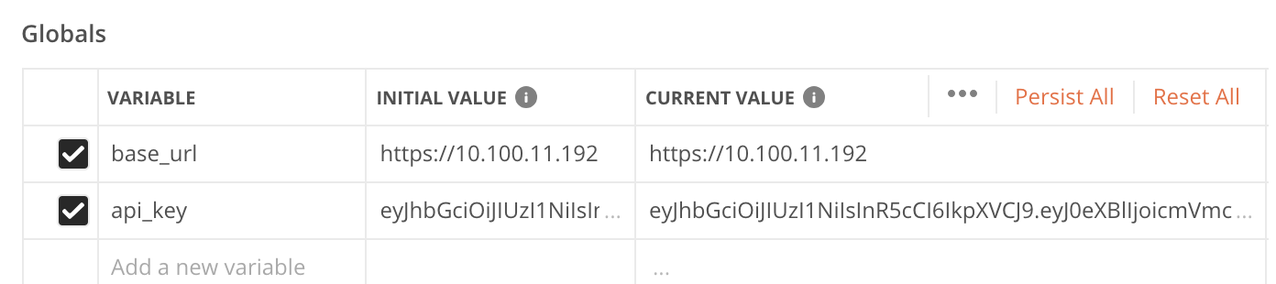 Globals
VARIABLE INITIAL VALUE i CURRENT VALUE i ••• Persist All Reset All
base_url https://10.100.11.192 https://10.100.11.192
api_key eyJhbGciOiJIUzI1NiIsIr ... eyJhbGciOiJIUzI1NiIsInR5cCI6IkpXVCJ9.eyJ0eXBlIjoicmVmc ...
Add a new variable ...